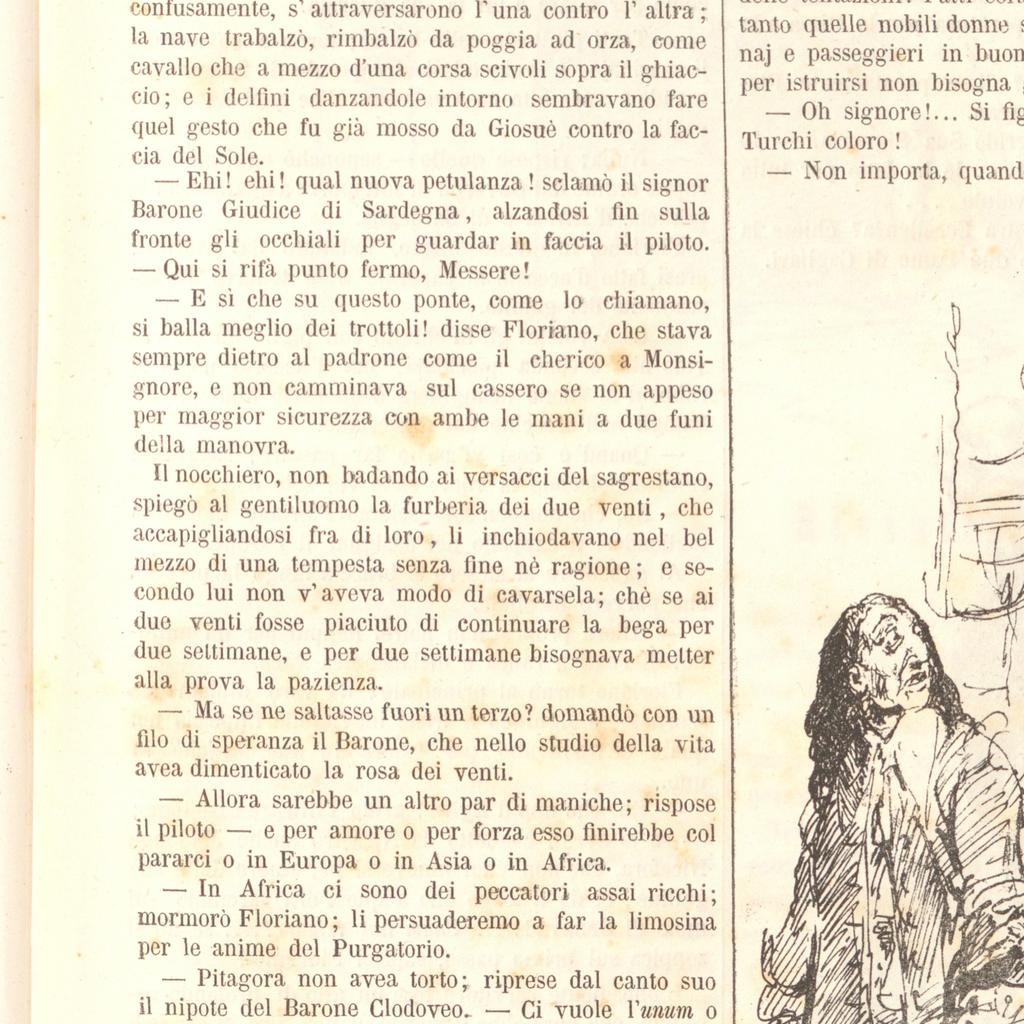 confusamente, s' attraversarono l'una contro l' altra;
la nave trabalzò, rimbalzò da poggia ad orza, come
cavallo che a mezzo d'una corsa scivoli sopra il ghiac-
cio; e i delfini danzandole intorno sembravano fare
quel gesto che fu già mosso da Giosuè contro la fac-
cia del Sole.
— Ehi! ehi! qual nuova petulanza! sclamò il signor
Barone Giudice di Sardegna, alzandosi fin sulla
fronte gli occhiali per guardar in faccia il piloto.
— Qui si rifà punto fermo, Messere!
— E sì che su questo ponte, come lo chiamano,
si balla meglio dei trottoli! disse Floriano, che stava
sempre dietro al padrone come il cherico a Monsi-
gnore, e non camminava sul cassero se non appeso
per maggior sicurezza con ambe le mani a due funi
della manovra.
Il nocchiero, non badando ai versacci del sagrestano,
spiegò al gentiluomo la furberia dei due venti, che
accapigliandosi fra di loro, li inchiodavano nel bel
mezzo di una tempesta senza fine nè ragione; e se-
condo lui non v'aveva modo di cavarsela; chè se ai
due venti fosse piaciuto di continuare la bega per
due settimane, e per due settimane bisognava metter
alla prova la pazienza.
— Ma se ne saltasse fuori un terzo? domandò con un
filo di speranza il Barone, che nello studio della vita
avea dimenticato la rosa dei venti.
— Allora sarebbe un altro par di maniche; rispose
il piloto — e per amore o per forza esso finirebbe col
pararci o in Europa o in Asia o in Africa.
— In Africa ci sono dei peccatori assai ricchi;
mormorò Floriano; li persuaderemo a far la limosina
per le anime del Purgatorio.
— Pitagora non avea torto; riprese dal canto suo
il nipote del Barone Clodoveo. — Ci vuole l'unum o
tanto quelle nobili donne
naj e passeggieri in buon
per istruirsi non bisogna
— Oh signore!... Si fig
Turchi coloro!
— Non importa, quand